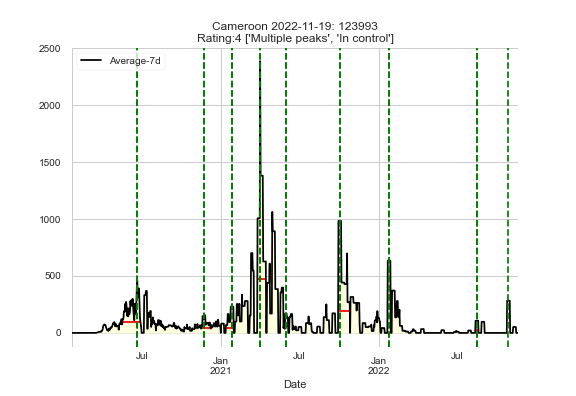 Cameroon 2022-11-19: 123993
Rating:4 ['Multiple peaks', 'In control']
Average-7d
2500
2000
1500
1000
500
0
Jul
Jan
2021
Jul
Jan
2022
Jul
Date